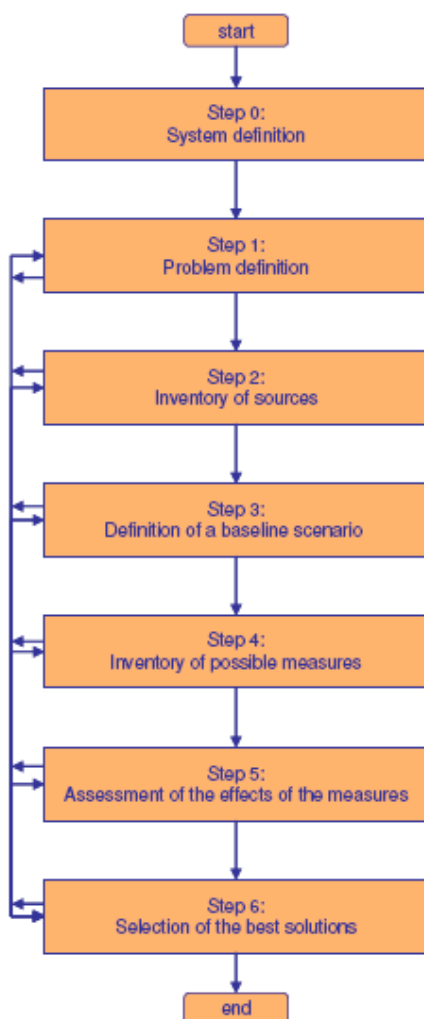 start
Step 0:
System definition
Step 1:
Problem definition
Step 2:
Inventory of sources
Step 3:
Definition of a baseline scenario
Step 4:
Inventory of possible measures
Step 5:
Assessment of the effects of the measures
Step 6:
Selection of the best solutions
end